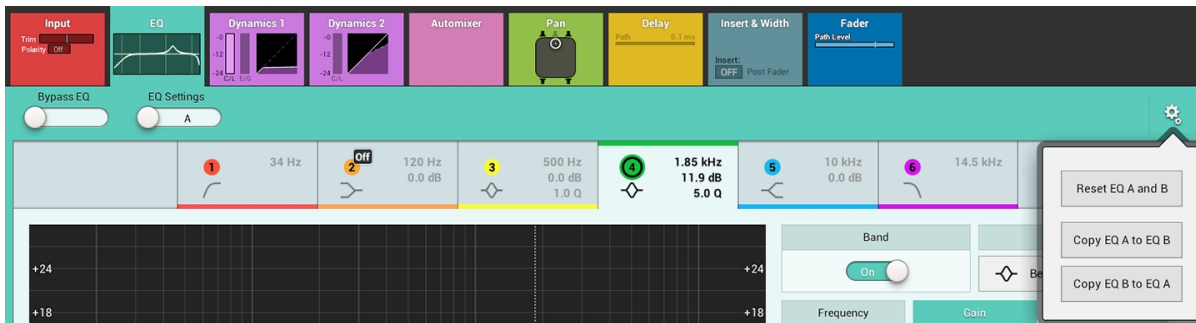 Input
EQ
Dynamics 1
Dynamics 2
Automixer
Pan
Delay
Insert & Width
Fader
Trim
Polarity Off
-0
-12
-24
C/L E/G
-0
-12
-24
C/L
Path 0.1 ms
Insert:
OFF Post Fader
Path Level
Bypass EQ
EQ Settings
A
1
34 Hz
2
Off
120 Hz
0.0 dB
3
500 Hz
0.0 dB
1.0 Q
4
1.85 kHz
11.9 dB
5.0 Q
5
10 kHz
0.0 dB
6
14.5 kHz
Reset EQ A and B
Copy EQ A to EQ B
Copy EQ B to EQ A
+24
+24
+18
+18
Band
On
Be
Frequency
Gain